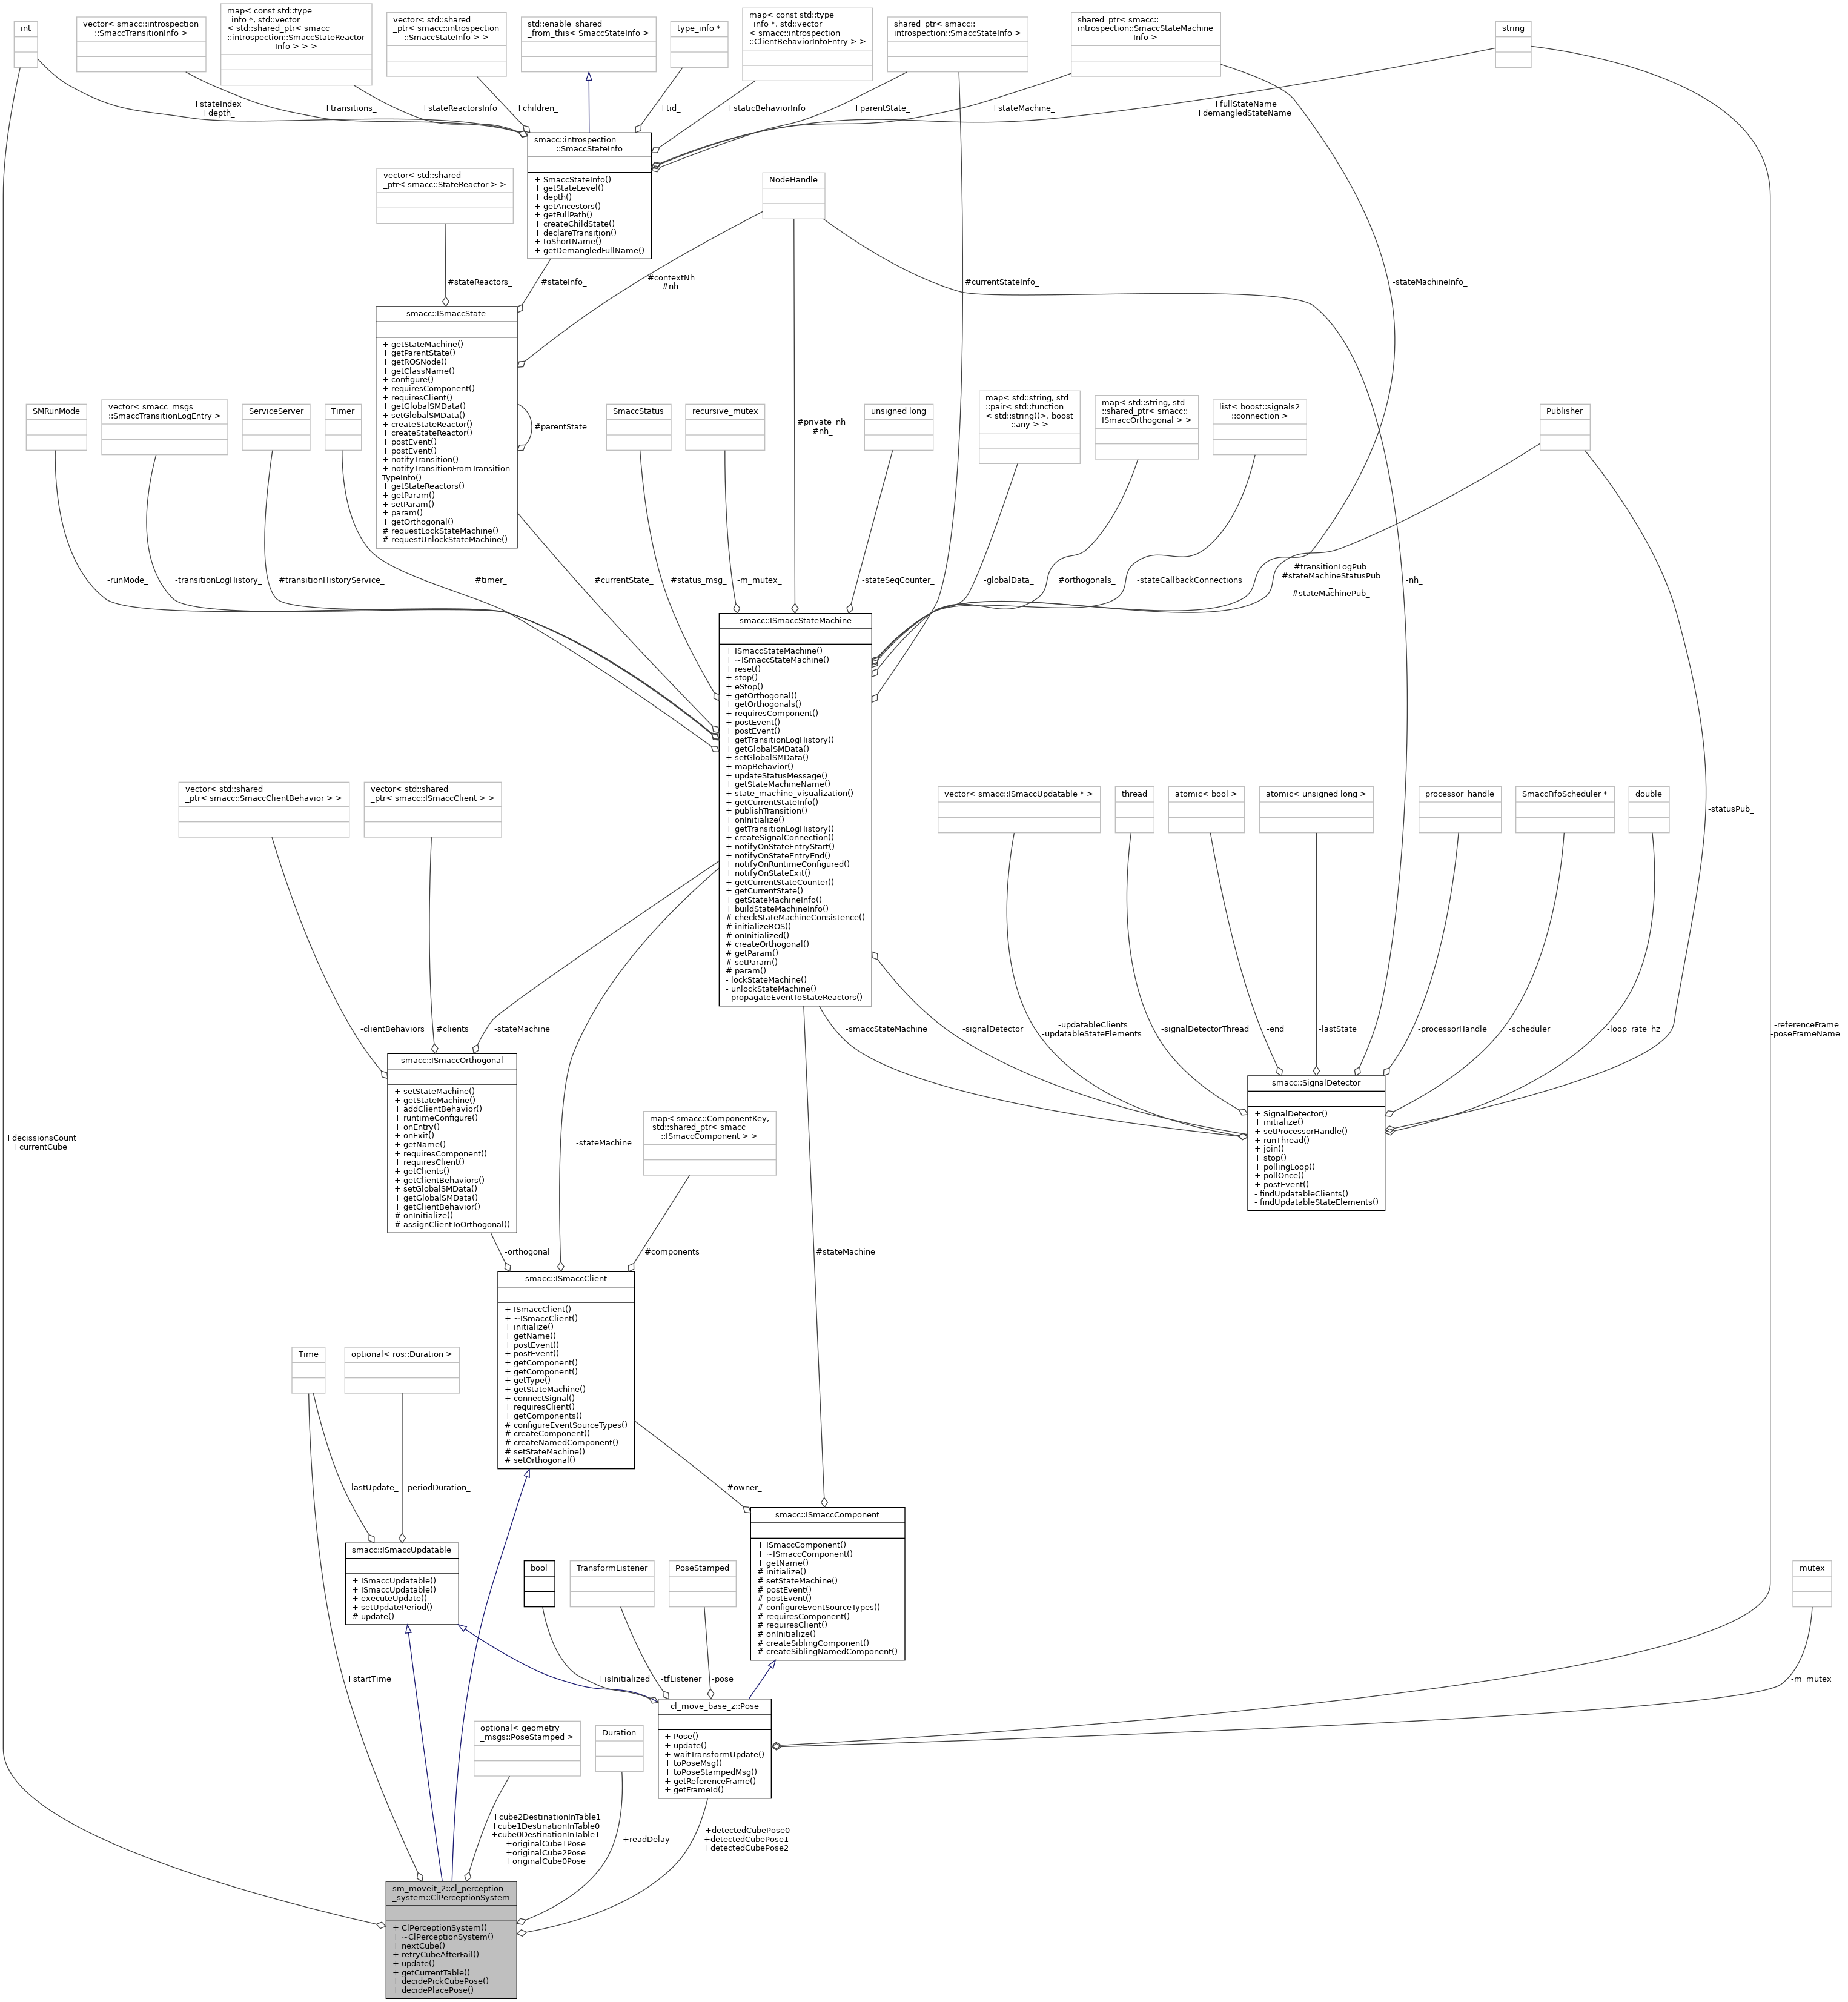 int
vector< smacc::introspection
::SmaccTransitionInfo >
map< const std::type
_info *, std::vector
< std::shared_ptr< smacc
::introspection::SmaccStateReactor
Info > > >
vector< std::shared
_ptr< smacc::introspection
::SmaccStateInfo > >
std::enable_shared
_from_this< SmaccStateInfo >
type_info *
map< const std::type
_info *, std::vector
< smacc::introspection
::ClientBehaviorInfoEntry > >
shared_ptr< smacc::
introspection::SmaccStateInfo >
shared_ptr< smacc::
introspection::SmaccStateMachine
Info >
string
+stateIndex_
+depth_
+transitions_
+stateReactorsInfo
+children_
+tid_
+staticBehaviorInfo
+parentState_
+stateMachine_
+fullStateName
+demangledStateName
smacc::introspection
::SmaccStateInfo
+ SmaccStateInfo()
+ getStateLevel()
+ depth()
+ getAncestors()
+ getFullPath()
+ createChildState()
+ declareTransition()
+ toShortName()
+ getDemangledFullName()
vector< std::shared
_ptr< smacc::StateReactor > >
NodeHandle
#stateReactors_
#stateInfo_
#contextNh
#nh
#currentStateInfo_
-stateMachineInfo_
smacc::ISmaccState
+ getStateMachine()
+ getParentState()
+ getROSNode()
+ getClassName()
+ configure()
+ requiresComponent()
+ requiresClient()
+ getGlobalSMData()
+ setGlobalSMData()
+ createStateReactor()
+ createStateReactor()
+ postEvent()
+ postEvent()
+ notifyTransition()
+ notifyTransitionFromTransition
TypeInfo()
+ getStateReactors()
+ getParam()
+ setParam()
+ param()
+ getOrthogonal()
# requestLockStateMachine()
# requestUnlockStateMachine()
#parentState_
SMRunMode
vector< smacc_msgs
::SmaccTransitionLogEntry >
ServiceServer
Timer
SmaccStatus
recursive_mutex
#private_nh_
#nh_
unsigned long
map< std::string, std
::pair< std::function
< std::string()>, boost
::any > >
map< std::string, std
::shared_ptr< smacc::
ISmaccOrthogonal > >
list< boost::signals2
::connection >
Publisher
-runMode_
-transitionLogHistory_
#transitionHistoryService_
#timer_
#currentState_
#status_msg_
-m_mutex_
-stateSeqCounter_
-globalData_
#orthogonals_
-stateCallbackConnections
#transitionLogPub_
#stateMachineStatusPub
_
#stateMachinePub_
-nh_
smacc::ISmaccStateMachine
+ ISmaccStateMachine()
+ ~ISmaccStateMachine()
+ reset()
+ stop()
+ eStop()
+ getOrthogonal()
+ getOrthogonals()
+ requiresComponent()
+ postEvent()
+ postEvent()
+ getTransitionLogHistory()
+ getGlobalSMData()
+ setGlobalSMData()
+ mapBehavior()
+ updateStatusMessage()
+ getStateMachineName()
+ state_machine_visualization()
+ getCurrentStateInfo()
+ publishTransition()
+ onInitialize()
+ getTransitionLogHistory()
+ createSignalConnection()
+ notifyOnStateEntryStart()
+ notifyOnStateEntryEnd()
+ notifyOnRuntimeConfigured()
+ notifyOnStateExit()
+ getCurrentStateCounter()
+ getCurrentState()
+ getStateMachineInfo()
+ buildStateMachineInfo()
# checkStateMachineConsistence()
# initializeROS()
# onInitialized()
# createOrthogonal()
# getParam()
# setParam()
# param()
- lockStateMachine()
- unlockStateMachine()
- propagateEventToStateReactors()
vector< std::shared
_ptr< smacc::SmaccClientBehavior > >
vector< std::shared
_ptr< smacc::ISmaccClient > >
vector< smacc::ISmaccUpdatable * >
thread
atomic< bool >
atomic< unsigned long >
processor_handle
SmaccFifoScheduler *
double
-statusPub_
-clientBehaviors_
#clients_
-stateMachine_
-smaccStateMachine_
-signalDetector_
-updatableClients_
-updatableStateElements_
-signalDetectorThread_
-end_
-lastState_
-processorHandle_
-scheduler_
-loop_rate_hz
-referenceFrame_
-poseFrameName_
smacc::ISmaccOrthogonal
+ setStateMachine()
+ getStateMachine()
+ addClientBehavior()
+ runtimeConfigure()
+ onEntry()
+ onExit()
+ getName()
+ requiresComponent()
+ requiresClient()
+ getClients()
+ getClientBehaviors()
+ setGlobalSMData()
+ getGlobalSMData()
+ getClientBehavior()
# onInitialize()
# assignClientToOrthogonal()
smacc::SignalDetector
+ SignalDetector()
+ initialize()
+ setProcessorHandle()
+ runThread()
+ join()
+ stop()
+ pollingLoop()
+ pollOnce()
+ postEvent()
- findUpdatableClients()
- findUpdatableStateElements()
+decissionsCount
+currentCube
-stateMachine_
map< smacc::ComponentKey,
std::shared_ptr< smacc
::ISmaccComponent > >
-orthogonal_
#components_
#stateMachine_
smacc::ISmaccClient
+ ISmaccClient()
+ ~ISmaccClient()
+ initialize()
+ getName()
+ postEvent()
+ postEvent()
+ getComponent()
+ getComponent()
+ getType()
+ getStateMachine()
+ connectSignal()
+ requiresClient()
+ getComponents()
# configureEventSourceTypes()
# createComponent()
# createNamedComponent()
# setStateMachine()
# setOrthogonal()
Time
optional< ros::Duration >
-lastUpdate_
-periodDuration_
#owner_
smacc::ISmaccUpdatable
+ ISmaccUpdatable()
+ ISmaccUpdatable()
+ executeUpdate()
+ setUpdatePeriod()
# update()
bool
TransformListener
PoseStamped
smacc::ISmaccComponent
+ ISmaccComponent()
+ ~ISmaccComponent()
+ getName()
# initialize()
# setStateMachine()
# postEvent()
# postEvent()
# configureEventSourceTypes()
# requiresComponent()
# requiresClient()
# onInitialize()
# createSiblingComponent()
# createSiblingNamedComponent()
mutex
+startTime
+isInitialized
-tfListener_
-pose_
-m_mutex_
cl_move_base_z::Pose
+ Pose()
+ update()
+ waitTransformUpdate()
+ toPoseMsg()
+ toPoseStampedMsg()
+ getReferenceFrame()
+ getFrameId()
optional< geometry
_msgs::PoseStamped >
Duration
+cube2DestinationInTable1
+cube1DestinationInTable0
+cube0DestinationInTable1
+originalCube1Pose
+originalCube2Pose
+originalCube0Pose
+readDelay
+detectedCubePose0
+detectedCubePose1
+detectedCubePose2
sm_moveit_2::cl_perception
_system::ClPerceptionSystem
+ ClPerceptionSystem()
+ ~ClPerceptionSystem()
+ nextCube()
+ retryCubeAfterFail()
+ update()
+ getCurrentTable()
+ decidePickCubePose()
+ decidePlacePose()